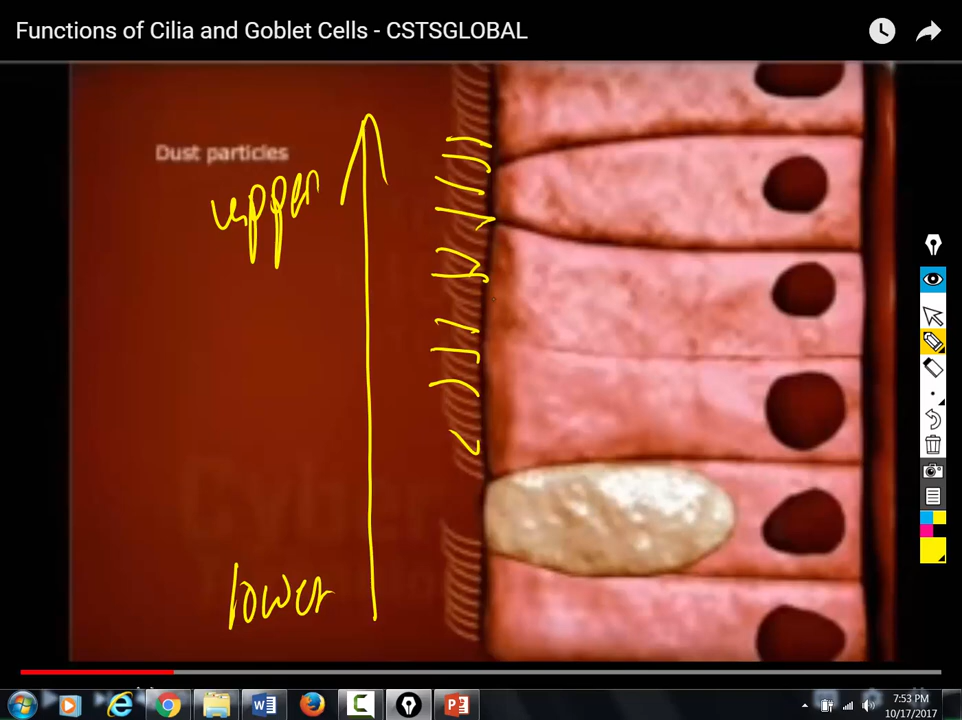 Functions of Cilia and Goblet Cells - CSTSGLOBAL
Dust particles
upper
lower
7:53 PM
10/17/2017